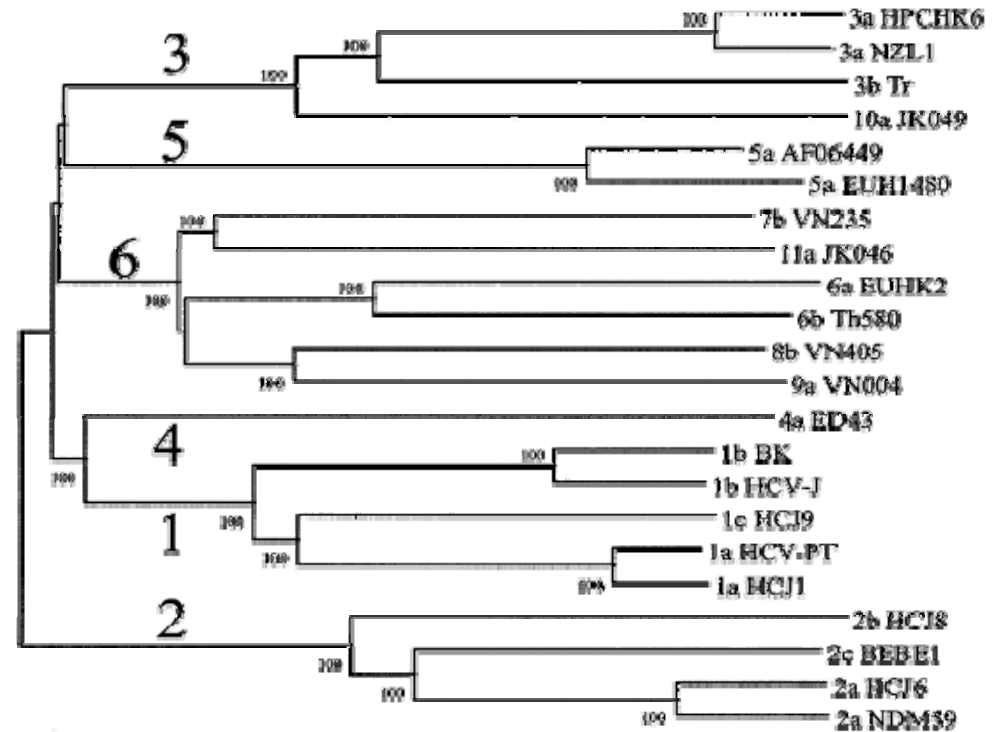 100 3a HPCHK6
3
100
3a NZL1
100
3b Tr
10a JK049
5
5a AF06449
100
5a EUH1480
100
7b VN235
6
11a JK046
100
6a EUHK2
100
6b Th580
8b VN405
100
9a VN004
4
4a ED43
100
1b BK
100
1b HCV-J
1
100
1c HCJ9
100
1a HCV-PT
100
1a HCJ1
2
2b HCJ8
100
2c BEBE1
100
2a HCJ6
100
2a NDM59